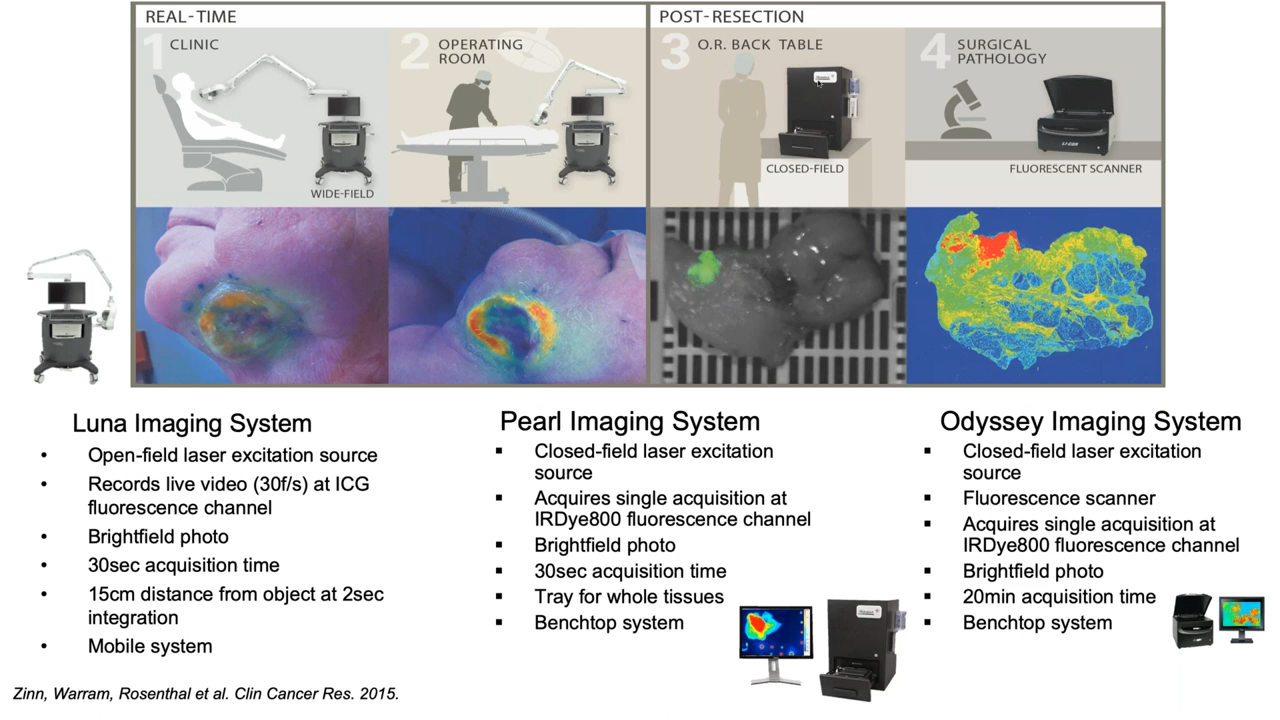 REAL-TIME
POST-RESECTION
1 CLINIC
2 OPERATING
ROOM
3 O.R. BACK TABLE
4 SURGICAL
PATHOLOGY
WIDE-FIELD
CLOSED-FIELD
LI-COR
FLUORESCENT SCANNER
Luna Imaging System
• Open-field laser excitation source
• Records live video (30f/s) at ICG
fluorescence channel
• Brightfield photo
• 30sec acquisition time
• 15cm distance from object at 2sec
integration
• Mobile system
Pearl Imaging System
▪ Closed-field laser excitation
source
▪ Acquires single acquisition at
IRDye800 fluorescence channel
▪ Brightfield photo
▪ 30sec acquisition time
▪ Tray for whole tissues
▪ Benchtop system
Odyssey Imaging System
▪ Closed-field laser excitation
source
▪ Fluorescence scanner
▪ Acquires single acquisition at
IRDye800 fluorescence channel
▪ Brightfield photo
▪ 20min acquisition time
▪ Benchtop system
Zinn, Warram, Rosenthal et al. Clin Cancer Res. 2015.